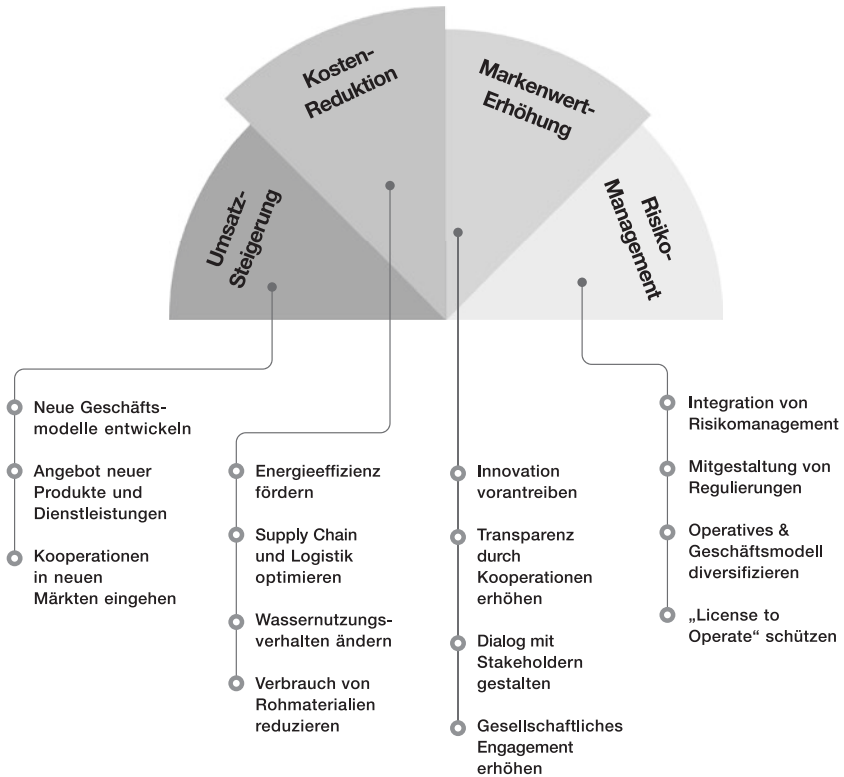 Kosten-
Reduktion
Markenwert-
Erhöhung
Umsatz-
Steigerung
Risiko-
Management
Neue Geschäfts-
modelle entwickeln
Angebot neuer
Produkte und
Dienstleistungen
Kooperationen
in neuen
Märkten eingehen
Energieeffizienz
fördern
Supply Chain
und Logistik
optimieren
Wassernutzungs-
verhalten ändern
Verbrauch von
Rohmaterialien
reduzieren
Innovation
vorantreiben
Transparenz
durch
Kooperationen
erhöhen
Dialog mit
Stakeholdern
gestalten
Gesellschaftliches
Engagement
erhöhen
Integration von
Risikomanagement
Mitgestaltung von
Regulierungen
Operatives &
Geschäftsmodell
diversifizieren
„License to
Operate“ schützen